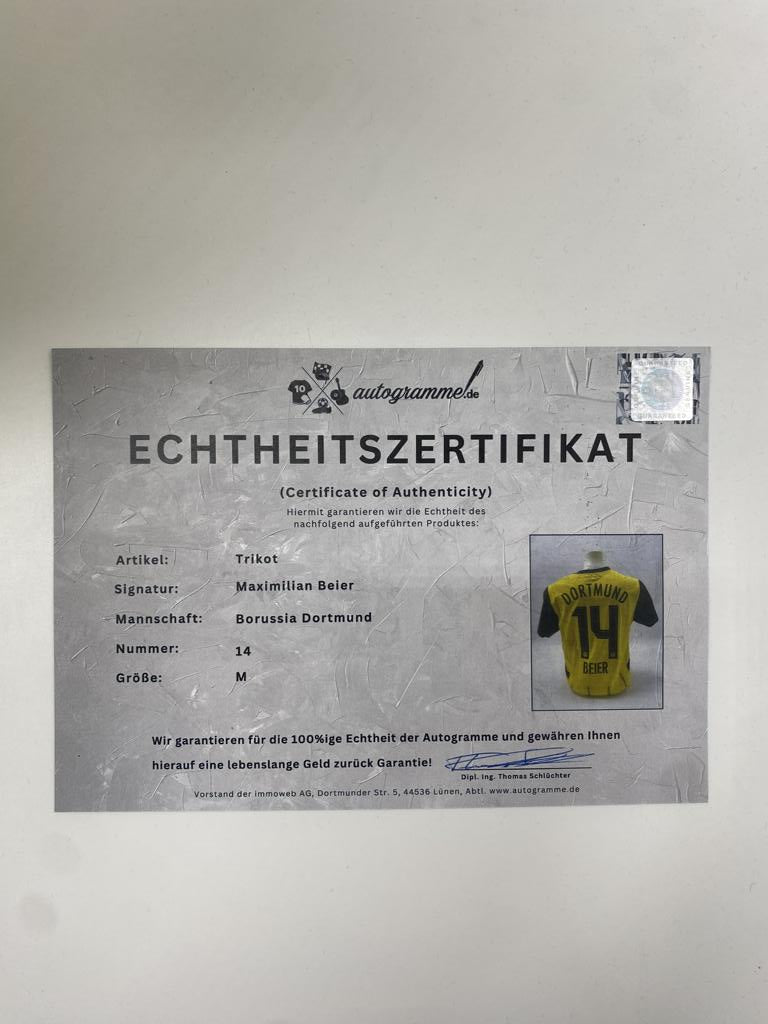 10
autogramme!.de
GUARANTEED
GUARANTEED
ECHTHEITSZERTIFIKAT
(Certificate of Authenticity)
Hiermit garantieren wir die Echtheit des
nachfolgend aufgeführten Produktes:
Artikel: Trikot
Signatur: Maximilian Beier
Mannschaft: Borussia Dortmund
Nummer: 14
Größe: M
DORTMUND
14
BEIER
Wir garantieren für die 100%ige Echtheit der Autogramme und gewähren Ihnen
hierauf eine lebenslange Geld zurück Garantie!
Dipl. Ing. Thomas Schlüchter
Vorstand der immoweb AG, Dortmunder Str. 5, 44536 Lünen, Abtl. www.autogramme.de